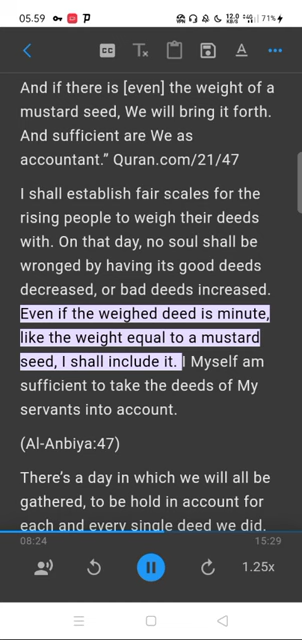 05.59
12.0
KB/S
71%
CC
And if there is [even] the weight of a
mustard seed, We will bring it forth.
And sufficient are We as
accountant.” Quran.com/21/47
I shall establish fair scales for the
rising people to weigh their deeds
with. On that day, no soul shall be
wronged by having its good deeds
decreased, or bad deeds increased.
Even if the weighed deed is minute,
like the weight equal to a mustard
seed, I shall include it. I Myself am
sufficient to take the deeds of My
servants into account.
(Al-Anbiya:47)
There’s a day in which we will all be
gathered, to be hold in account for
each and every single deed we did.
08:24
15:29
1.25x